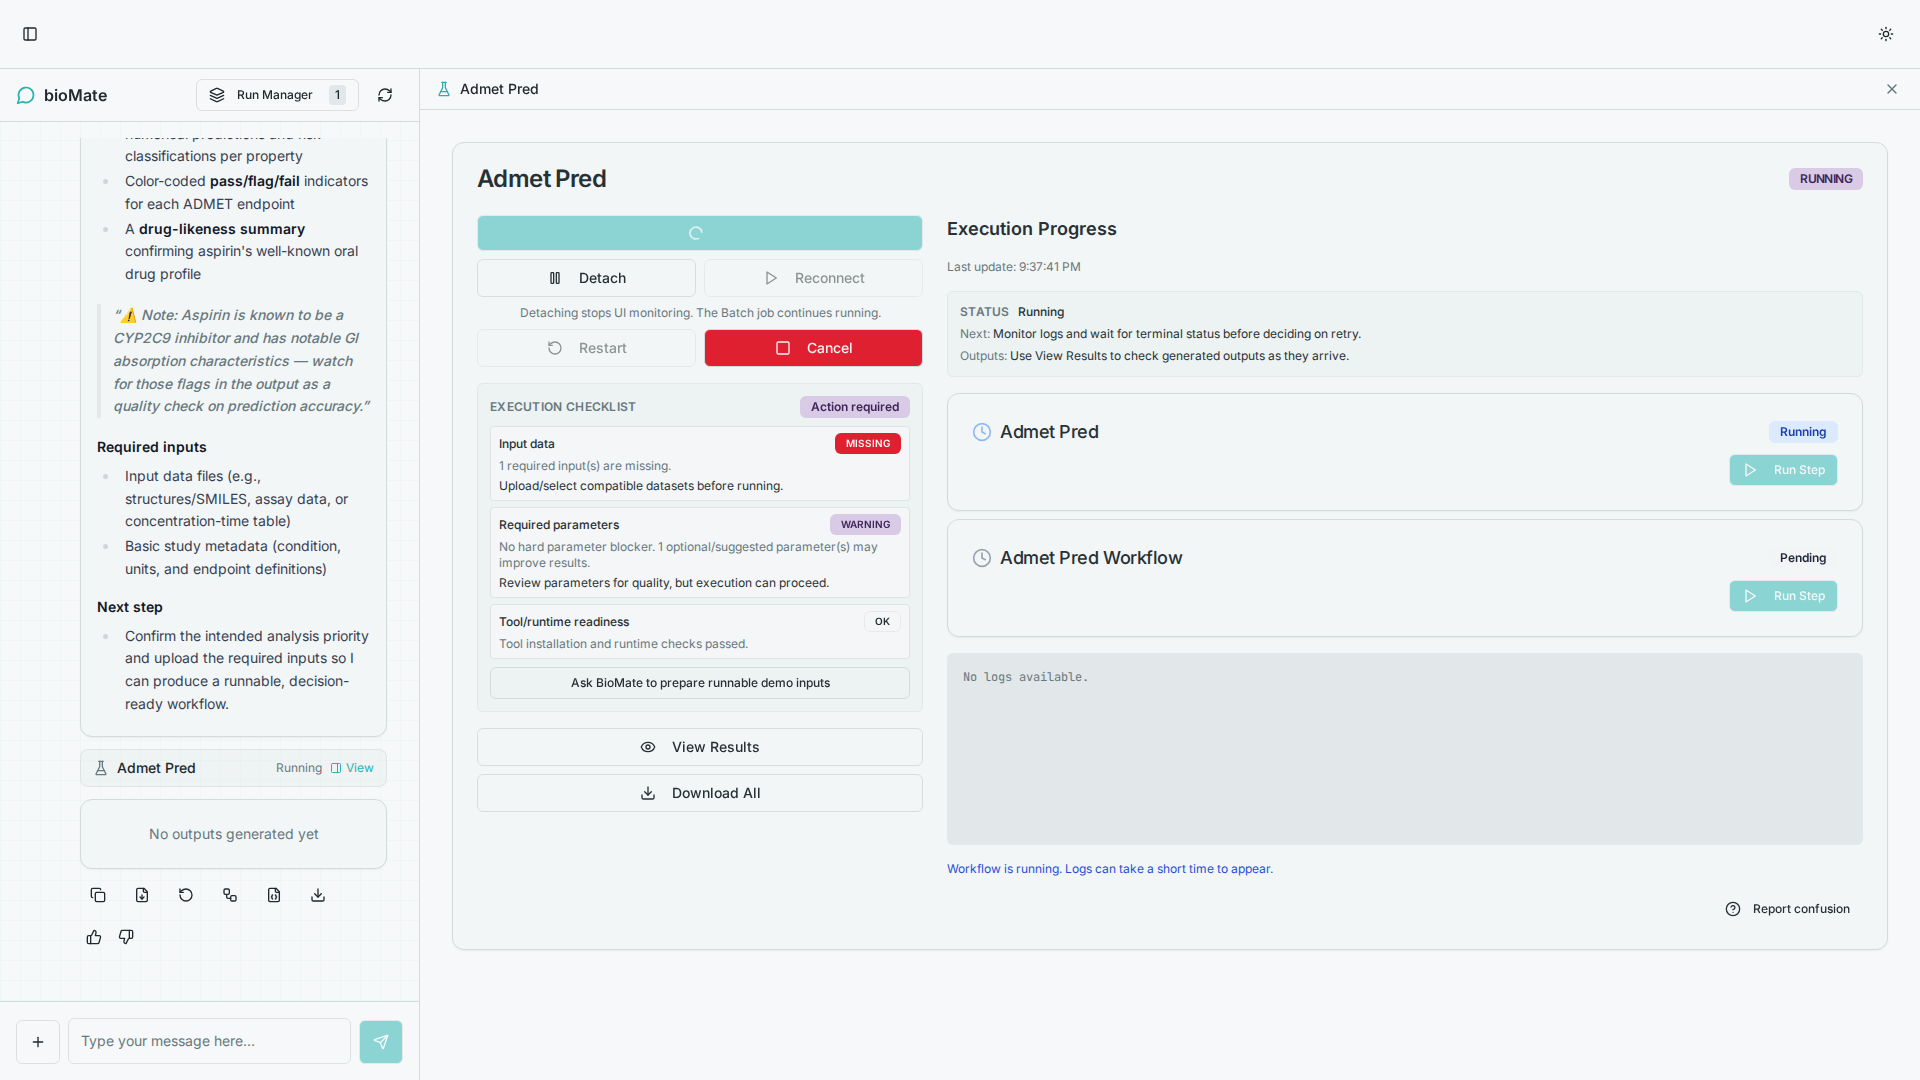 bioMate
Run Manager 1
classifications per property
Color-coded pass/flag/fail indicators
for each ADMET endpoint
A drug-likeness summary
confirming aspirin's well-known oral
drug profile
“⚠️ Note: Aspirin is known to be a
CYP2C9 inhibitor and has notable GI
absorption characteristics — watch
for those flags in the output as a
quality check on prediction accuracy.”
Required inputs
Input data files (e.g.,
structures/SMILES, assay data, or
concentration-time table)
Basic study metadata (condition,
units, and endpoint definitions)
Next step
Confirm the intended analysis priority
and upload the required inputs so I
can produce a runnable, decision-
ready workflow.
Admet Pred Running View
No outputs generated yet
Type your message here...
Admet Pred
Admet Pred
RUNNING
Detach
Reconnect
Detaching stops UI monitoring. The Batch job continues running.
Restart
Cancel
EXECUTION CHECKLIST Action required
Input data MISSING
1 required input(s) are missing.
Upload/select compatible datasets before running.
Required parameters WARNING
No hard parameter blocker. 1 optional/suggested parameter(s) may
improve results.
Review parameters for quality, but execution can proceed.
Tool/runtime readiness OK
Tool installation and runtime checks passed.
Ask BioMate to prepare runnable demo inputs
View Results
Download All
Execution Progress
Last update: 9:37:41 PM
STATUS Running
Next: Monitor logs and wait for terminal status before deciding on retry.
Outputs: Use View Results to check generated outputs as they arrive.
Admet Pred Running
Run Step
Admet Pred Workflow Pending
Run Step
No logs available.
Workflow is running. Logs can take a short time to appear.
Report confusion